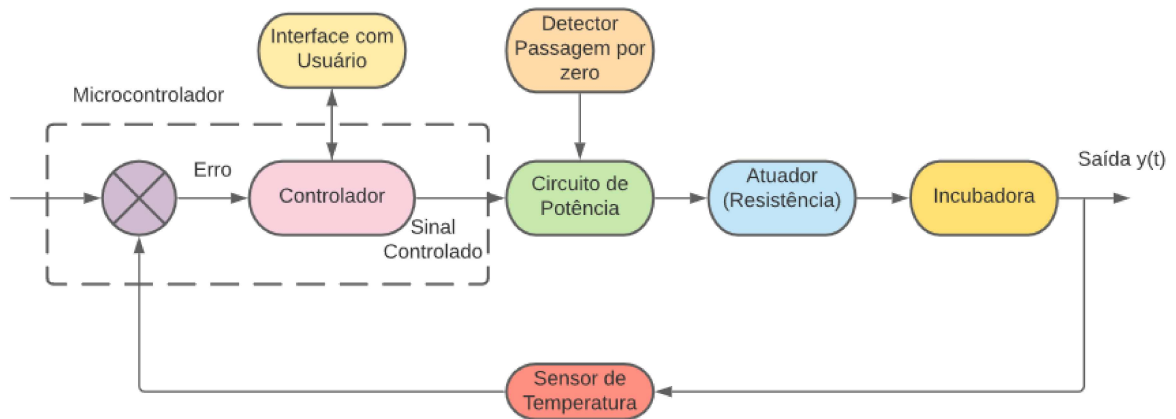 Interface com
Usuário
Detector
Passagem por
zero
Microcontrolador
Erro
Controlador
Sinal
Controlado
Circuito de
Potência
Atuador
(Resistência)
Incubadora
Saída y(t)
Sensor de
Temperatura